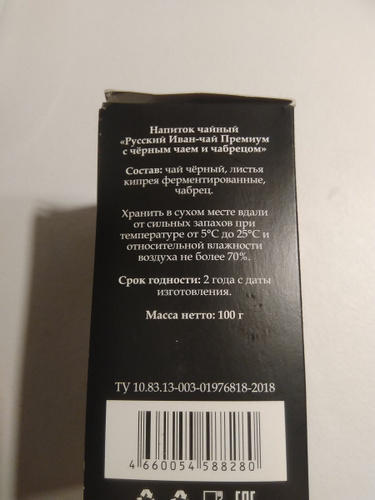 Напиток чайный
«Русский Иван-чай Премиум
с чёрным чаем и чабрецом»
Состав: чай чёрный, листья
кипрея ферментированные,
чабрец.
Хранить в сухом месте вдали
от сильных запахов при
температуре от 5°C до 25°C и
относительной влажности
воздуха не более 70%.
Срок годности: 2 года с даты
изготовления.
Масса нетто: 100 г
ТУ 10.83.13-003-01976818-2018
4 660054 588280